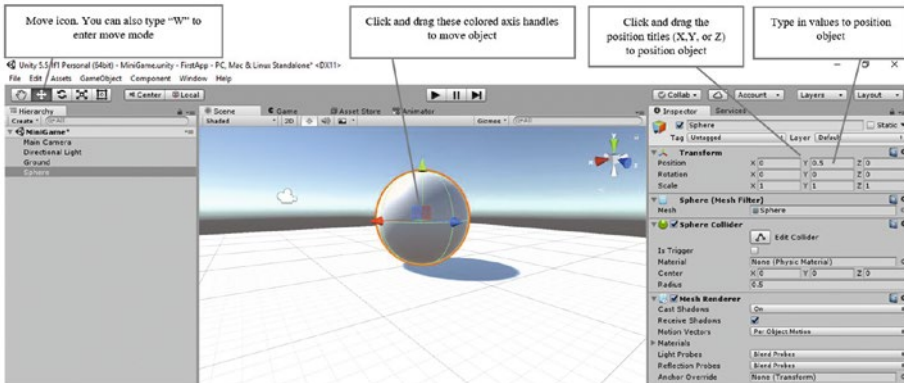 Move icon. You can also type “W” to
enter move mode
Click and drag these colored axis handles
to move object
Click and drag the
position titles (X,Y, or Z)
to position object
Type in values to position
object
Personal (64bit) - MiniGame.unity - FirstApp - PC, Mac & Linux Standalone* <DX11>
File Edit Assets GameObject Component Window Help
Center Local Collab Account Layers Layout
Hierarchy Scene Game Asset Store Animator Inspector Services
Create Shaded 2D Gizmos Sphere Static
MiniGame* Tag Untagged Layer Default
Main Camera
Directional Light
Ground
Sphere
Transform
Position X 0 Y 0.5 Z 0
Rotation X 0 Y 0 Z 0
Scale X 1 Y 1 Z 1
Sphere (Mesh Filter)
Mesh Sphere
Sphere Collider
Edit Collider
Is Trigger
Material None (Physic Material)
Center X 0 Y 0 Z 0
Radius 0.5
Mesh Renderer
Cast Shadows On
Receive Shadows
Motion Vectors Per Object Motion
Materials
Light Probes Blend Probes
Reflection Probes Blend Probes
Anchor Override None (Transform)